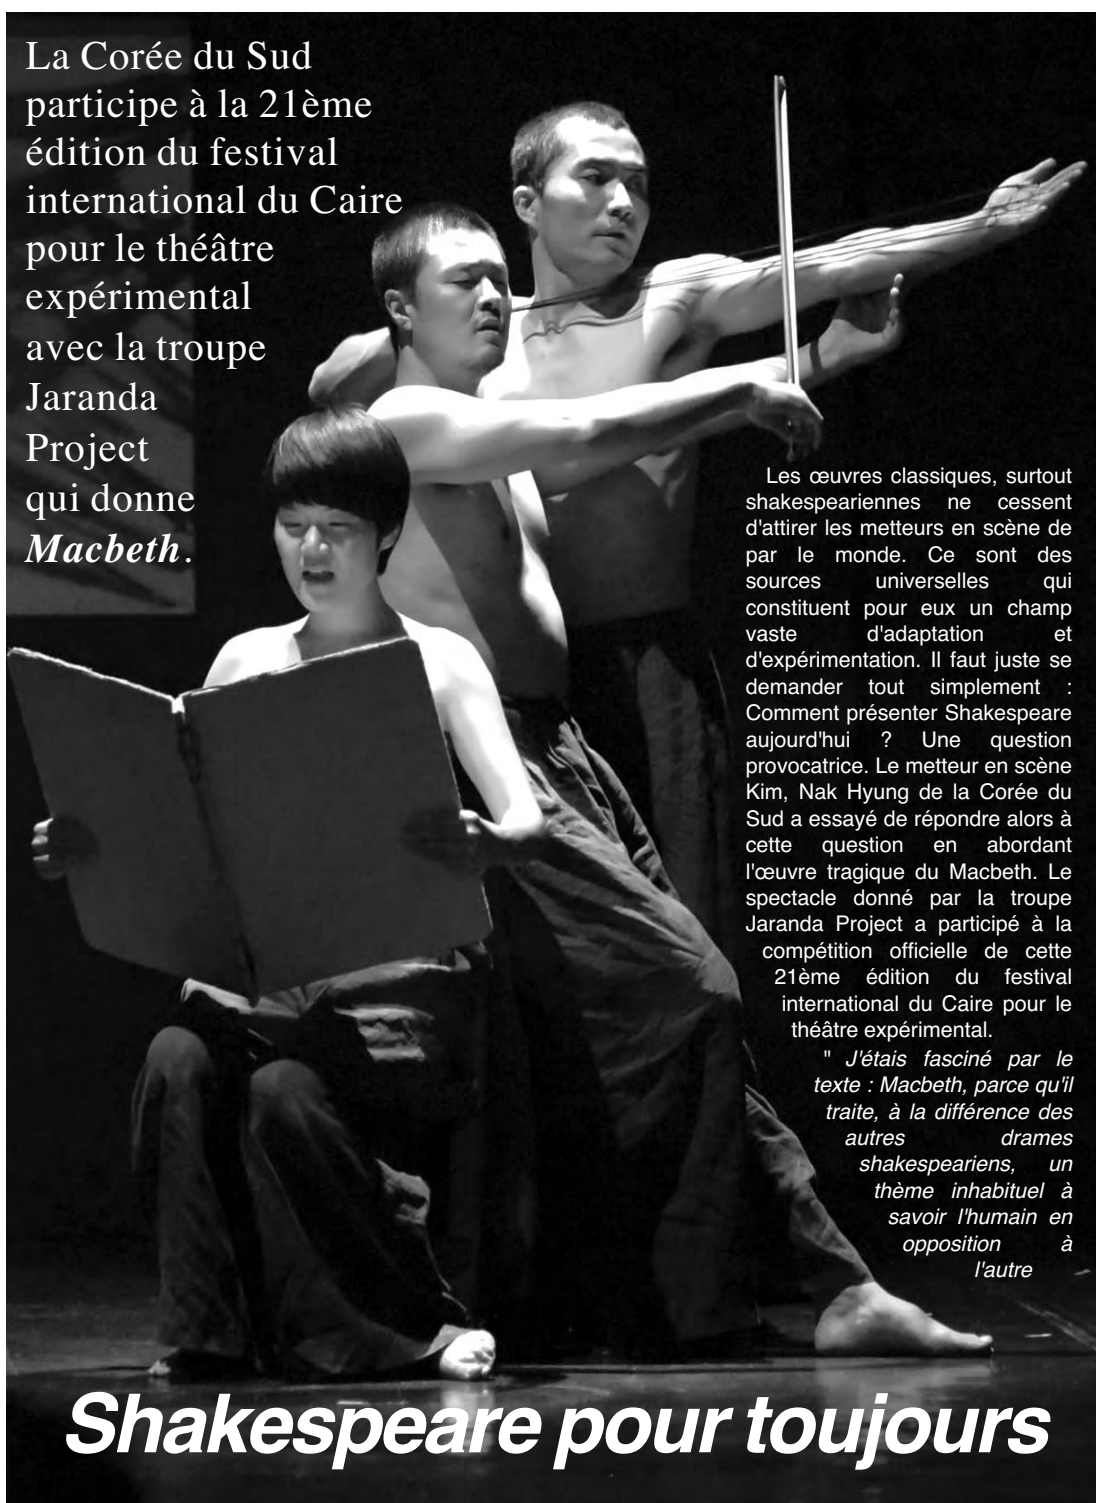 La Corée du Sud
participe à la 21ème
édition du festival
international du Caire
pour le théâtre
expérimental
avec la troupe
Jaranda
Project
qui donne
Macbeth.
Les œuvres classiques, surtout
shakespeariennes ne cessent
d'attirer les metteurs en scène de
par le monde. Ce sont des
sources universelles qui
constituent pour eux un champ
vaste d'adaptation et
d'expérimentation. Il faut juste se
demander tout simplement :
Comment présenter Shakespeare
aujourd'hui ? Une question
provocatrice. Le metteur en scène
Kim, Nak Hyung de la Corée du
Sud a essayé de répondre alors à
cette question en abordant
l'œuvre tragique du Macbeth. Le
spectacle donné par la troupe
Jaranda Project a participé à la
compétition officielle de cette
21ème édition du festival
international du Caire pour le
théâtre expérimental.
" J'étais fasciné par le
texte : Macbeth, parce qu'il
traite, à la différence des
autres drames
shakespeariens, un
thème inhabituel à
savoir l'humain en
opposition à
l'autre
Shakespeare pour toujours